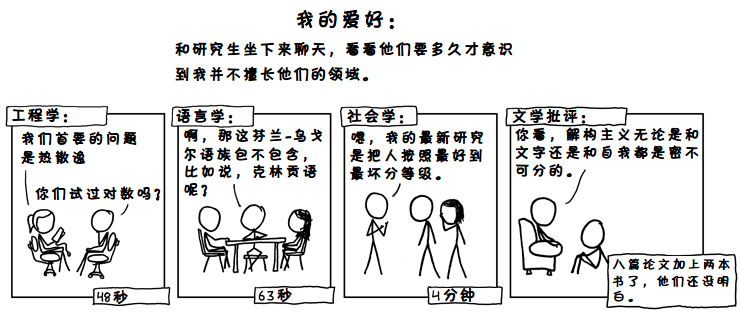 我的爱好：
和研究生坐下来聊天，看看他们要多久才意识
到我并不擅长他们的领域。
工程学：
我们首要的问题
是热散逸
你们试过对数吗？
48秒
语言学：
啊，那这芬兰-乌戈
尔语族包不包含，
比如说，克林贡语
呢？
63秒
社会学：
嗯，我的最新研究
是把人按照最好到
最坏分等级。
4分钟
文学批评：
你看，解构主义无论是和
文字还是和自我都是密不
可分的。
八篇论文加上两本
书了，他们还没明
白。